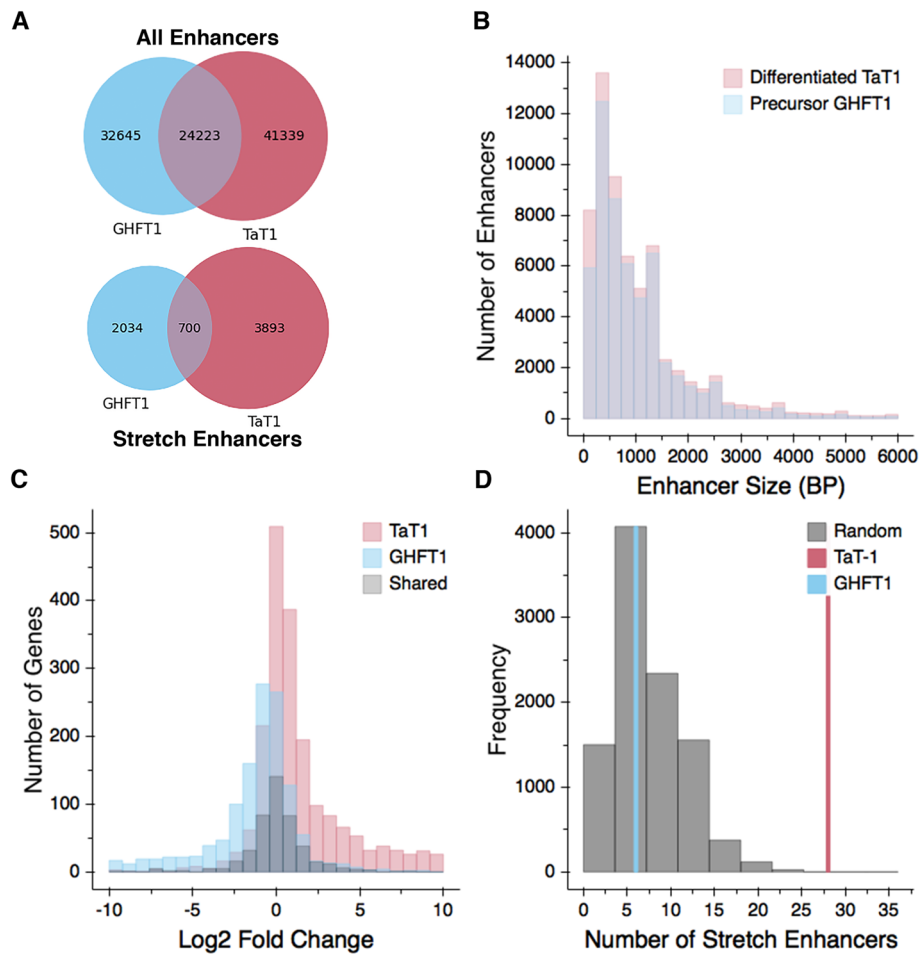 A
All Enhancers
32645
24223
41339
GHFT1
TaT1
2034
700
3893
GHFT1
TaT1
Stretch Enhancers
B
14000
12000
10000
8000
6000
4000
2000
0
Number of Enhancers
Differentiated TaT1
Precursor GHFT1
0 1000 2000 3000 4000 5000 6000
Enhancer Size (BP)
C
500
400
300
200
100
0
Number of Genes
TaT1
GHFT1
Shared
-10 -5 0 5 10
Log2 Fold Change
D
4000
3000
2000
1000
0
Frequency
Random
TaT-1
GHFT1
0 5 10 15 20 25 30 35
Number of Stretch Enhancers